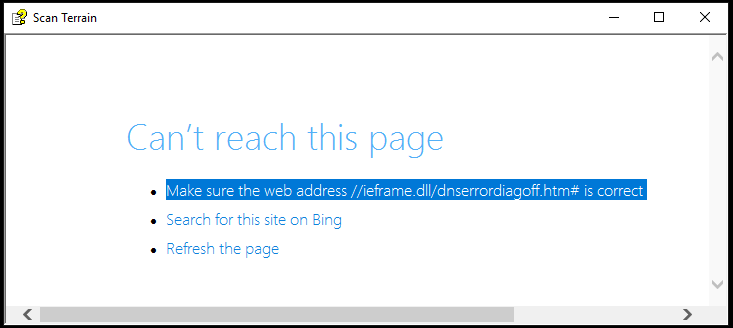 Scan Terrain
Can't reach this page
Make sure the web address //ieframe.dll/dnserrordiagoff.htm# is correct
Search for this site on Bing
Refresh the page